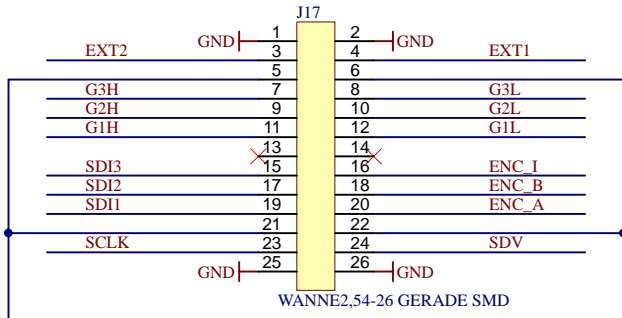 J17
GND 1 2 GND
EXT2 3 4 EXT1
5 6
G3H 7 8 G3L
G2H 9 10 G2L
G1H 11 12 G1L
13 14
SDI3 15 16 ENC_I
SDI2 17 18 ENC_B
SDI1 19 20 ENC_A
21 22
SCLK 23 24 SDV
GND 25 26 GND
WANNE2,54-26 GERADE SMD